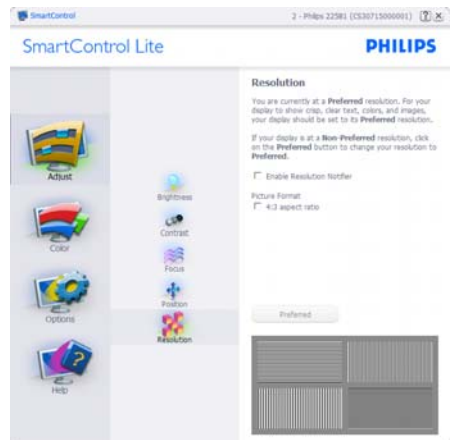 SmartControl
2 - Philips 225B1 (CS30715000001)
SmartControl Lite
PHILIPS
Adjust
Color
Options
Help
Brightness
Contrast
Focus
Position
Resolution
Resolution
You are currently at a Preferred resolution. For your
display to show crisp, clear text, colors, and images,
your display should be set to its Preferred resolution.
If your display is at a Non-Preferred resolution, click
on the Preferred button to change your resolution to
Preferred.
Enable Resolution Notifier
Picture Format
4:3 aspect ratio
Preferred